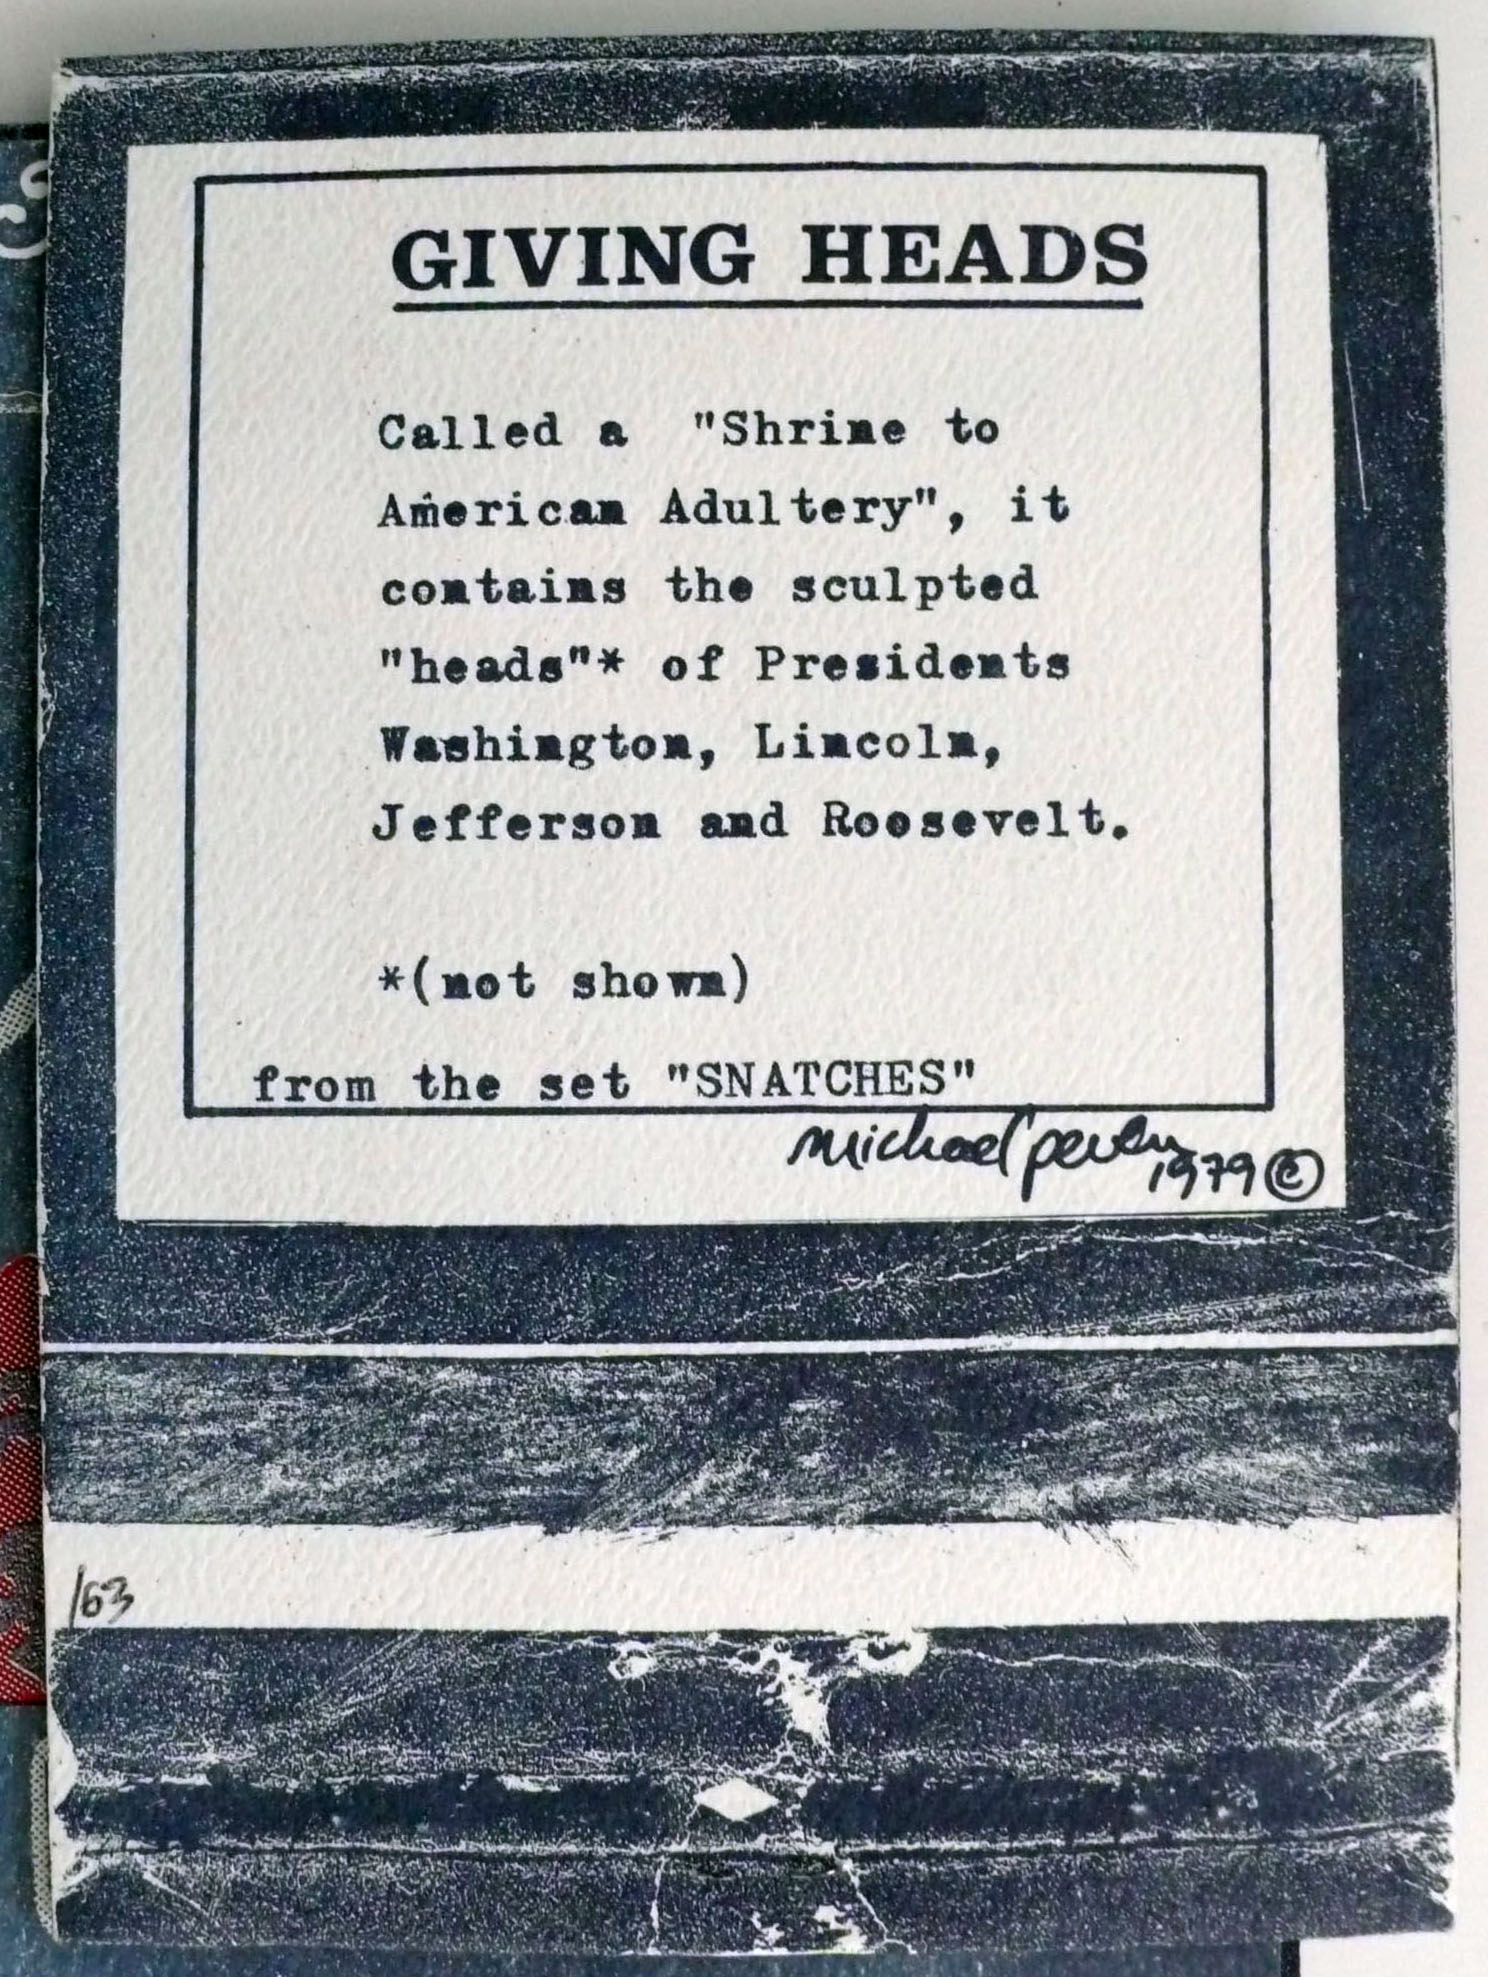 GIVING HEADS
Called a "Shrine to
American Adultery", it
contains the sculpted
"heads"* of Presidents
Washington, Lincoln,
Jefferson and Roosevelt.
*(not shown)
from the set "SNATCHES"
michael peven
1979 ©
/63